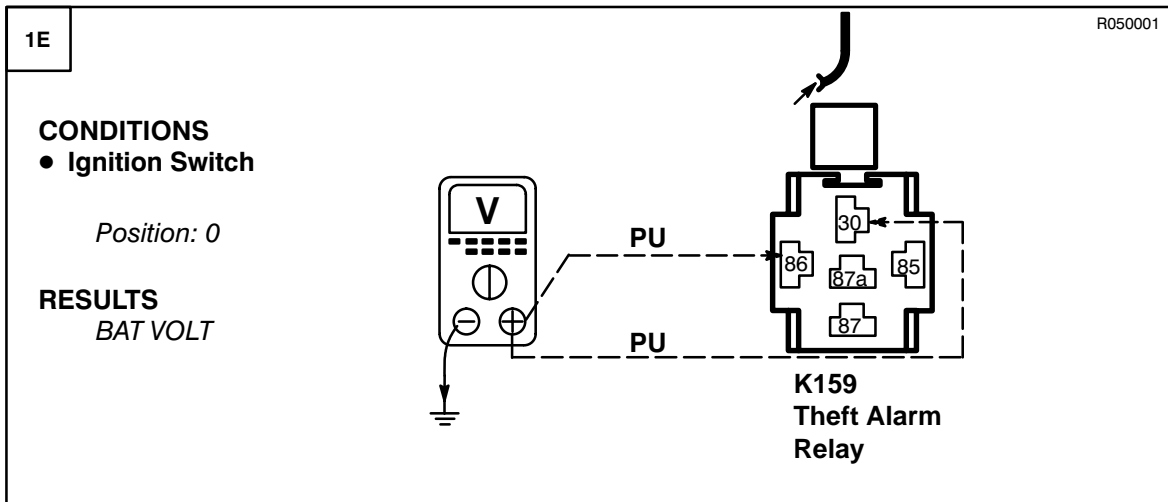 1E
R050001
CONDITIONS
● Ignition Switch
Position: 0
RESULTS
BAT VOLT
V
PU
PU
30
86
87a
85
87
K159
Theft Alarm
Relay